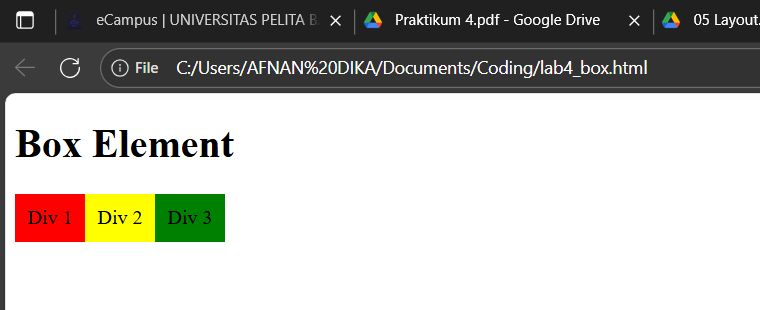 eCampus | UNIVERSITAS PELITA B
Praktikum 4.pdf - Google Drive
05 Layout.
File
C:/Users/AFNAN%20DIKA/Documents/Coding/lab4_box.html
Box Element
Div 1 Div 2 Div 3